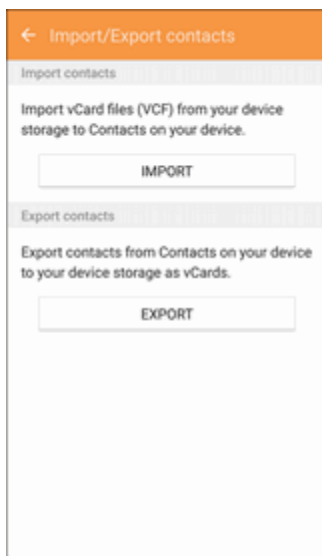 Import/Export contacts
Import contacts
Import vCard files (VCF) from your device
storage to Contacts on your device.
IMPORT
Export contacts
Export contacts from Contacts on your device
to your device storage as vCards.
EXPORT